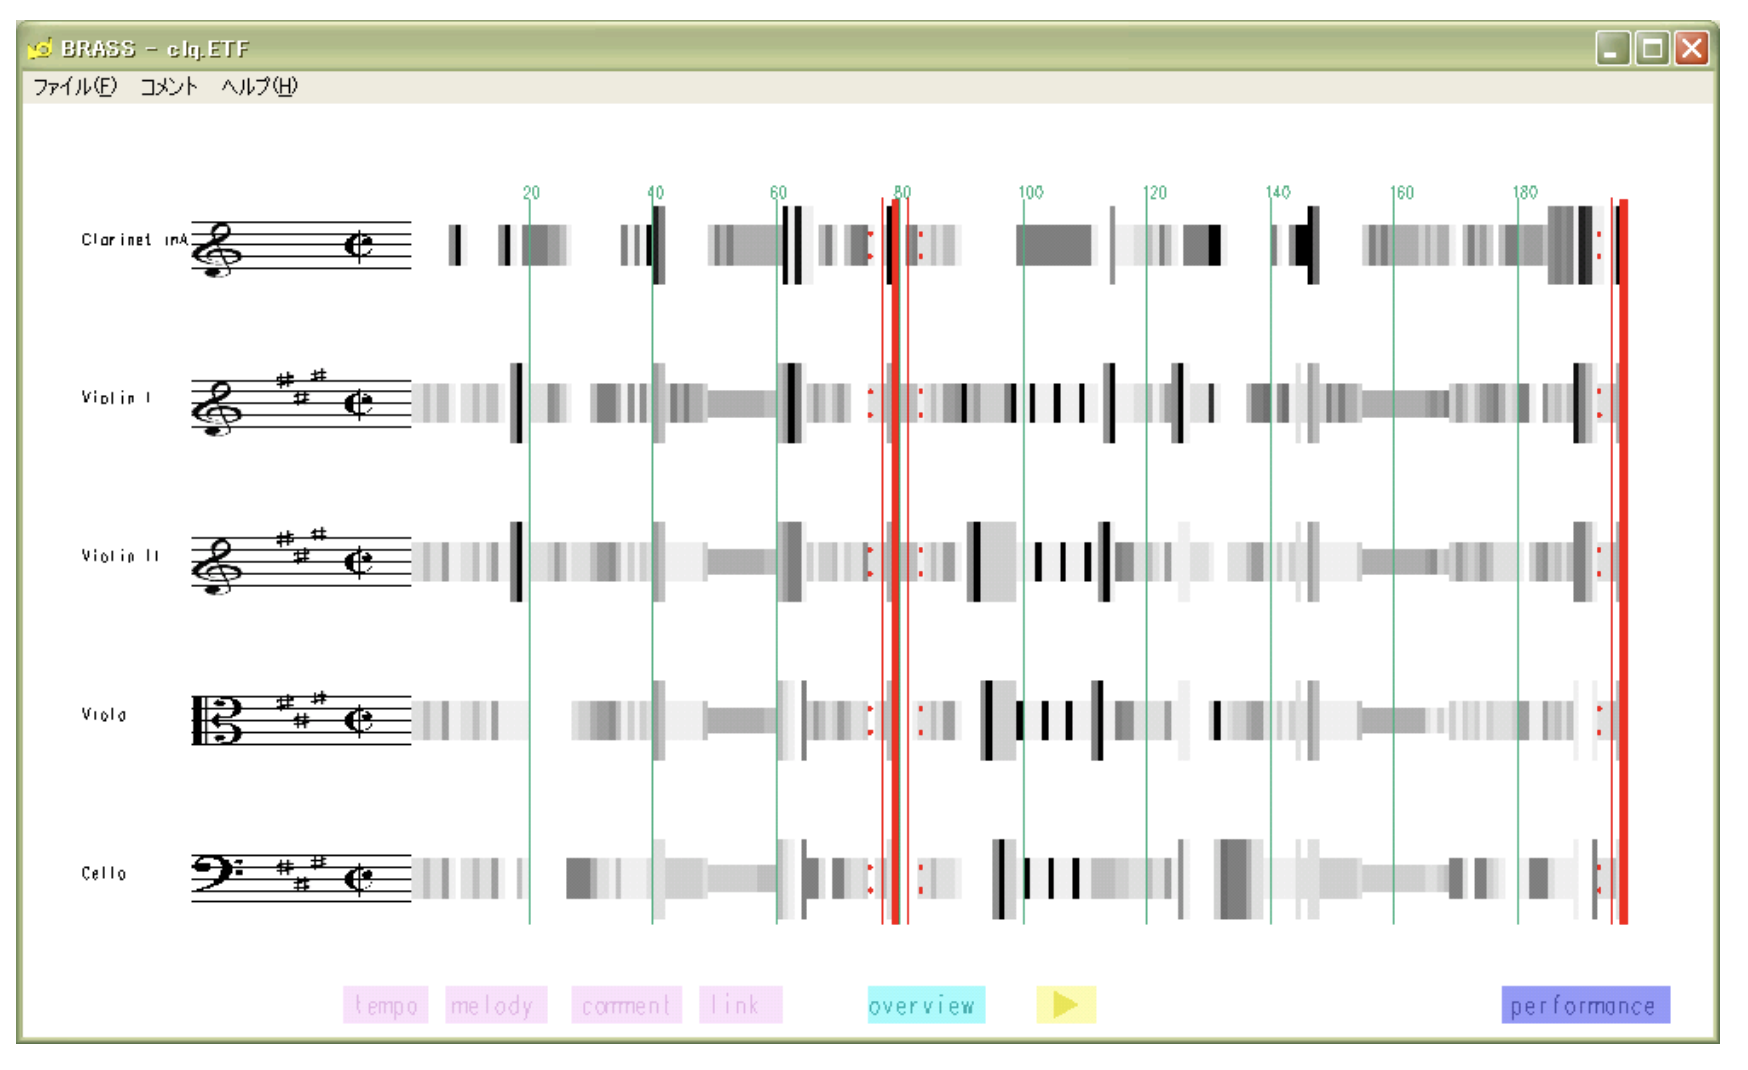 BRASS - clq.ETF
ファイル(F) コメント ヘルプ(H)
20 40 60 80 100 120 140 160 180
Clarinet inA
Violin I
Violin II
Viola
Cello
tempo melody comment link overview performance